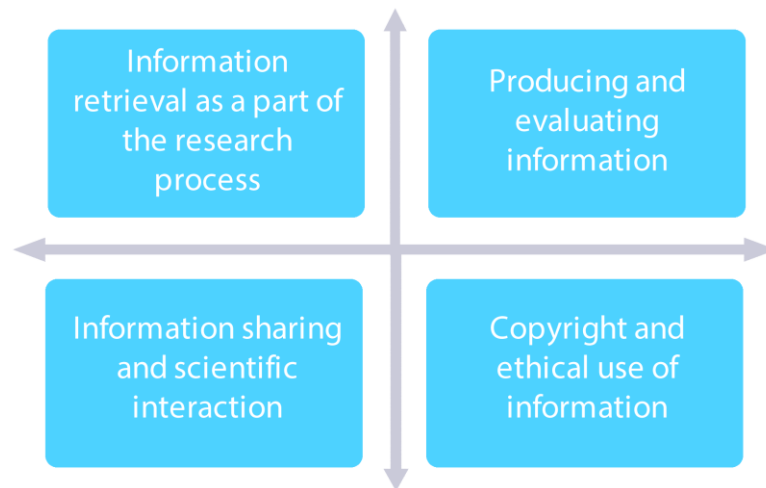 Information
retrieval as a part of
the research
process
Producing and
evaluating
information
Information sharing
and scientific
interaction
Copyright and
ethical use of
information